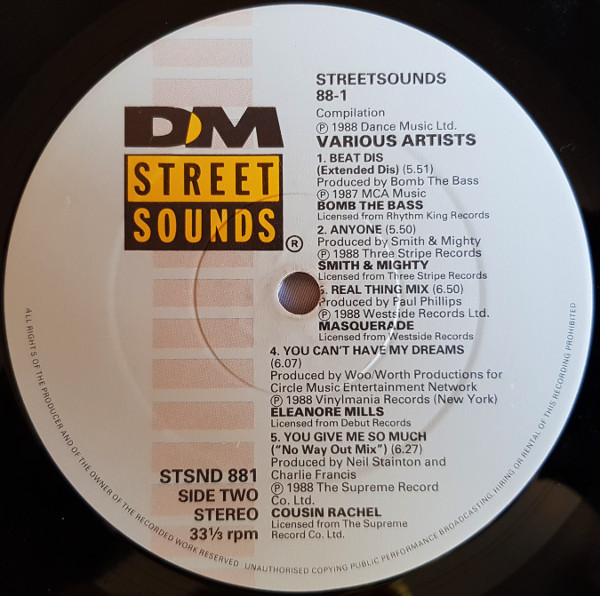 DM
STREET
SOUNDS
®
STREETSOUNDS
88-1
Compilation
℗ 1988 Dance Music Ltd.
VARIOUS ARTISTS
1. BEAT DIS
(Extended Dis) (5.51)
Produced by Bomb The Bass
℗ 1987 MCA Music
BOMB THE BASS
Licensed from Rhythm King Records
2. ANYONE (5.50)
Produced by Smith & Mighty
℗ 1988 Three Stripe Records
SMITH & MIGHTY
Licensed from Three Stripe Records
. REAL THING MIX (6.50)
Produced by Paul Phillips
℗ 1988 Westside Records Ltd.
MASQUERADE
Licensed from Westside Records
4. YOU CAN'T HAVE MY DREAMS
(6.07)
Produced by Woo/Worth Productions for
Circle Music Entertainment Network
℗ 1988 Vinylmania Records (New York)
ELEANORE MILLS
Licensed from Debut Records
5. YOU GIVE ME SO MUCH
("No Way Out Mix") (6.27)
Produced by Neil Stainton and
Charlie Francis
℗ 1988 The Supreme Record
Co. Ltd.
COUSIN RACHEL
Licensed from The Supreme
Record Co. Ltd.
STSND 881
SIDE TWO
STEREO
33⅓ rpm
ALL RIGHTS OF THE PRODUCER AND OF THE OWNER OF THE RECORDED WORK RESERVED UNAUTHORISED COPYING PUBLIC PERFORMANCE BROADCASTING HIRING OR RENTAL OF THIS RECORDING PROHIBITED